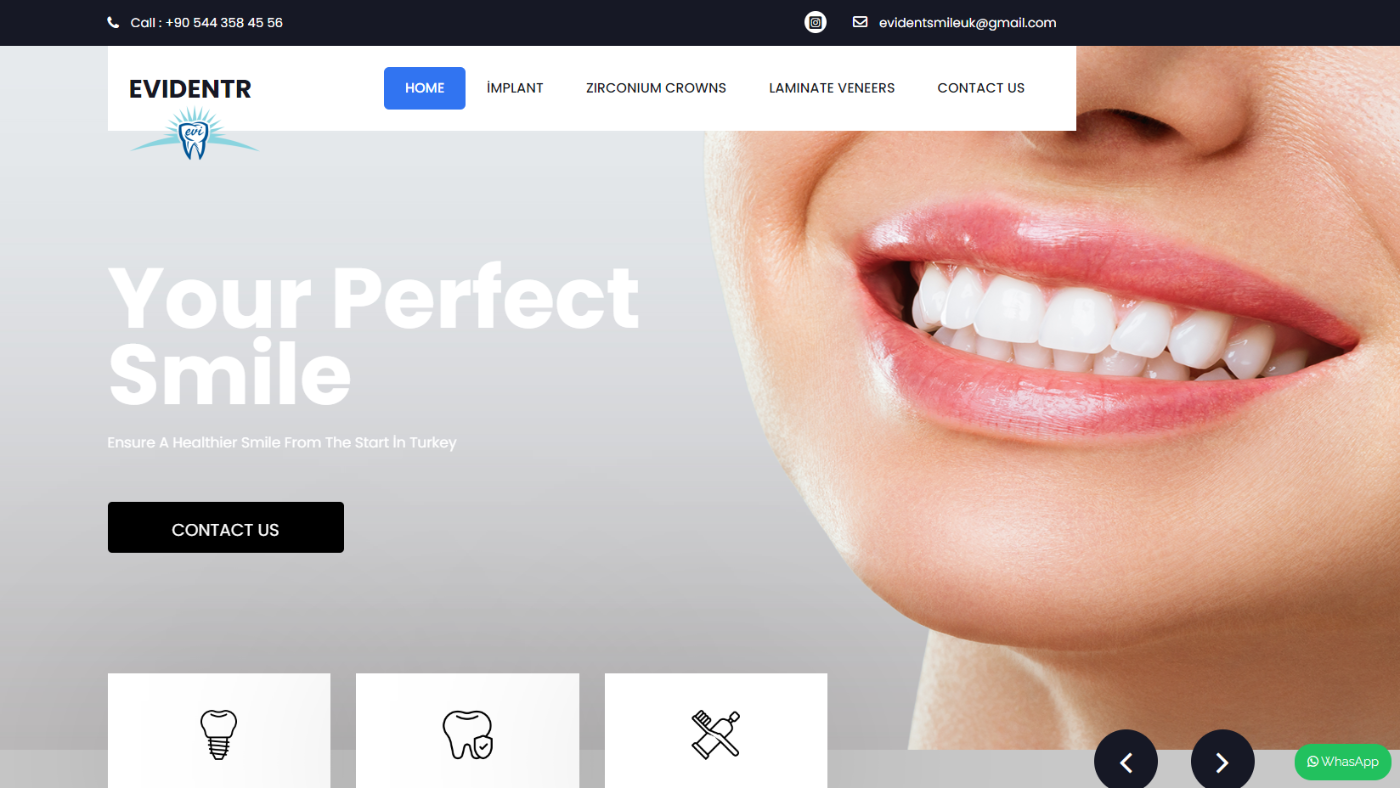 Call : +90 544 358 45 56
evidentsmileuk@gmail.com
EVIDENTR
evi
HOME
İMPLANT
ZIRCONIUM CROWNS
LAMINATE VENEERS
CONTACT US
Your Perfect
Smile
Ensure A Healthier Smile From The Start İn Turkey
CONTACT US
WhasApp